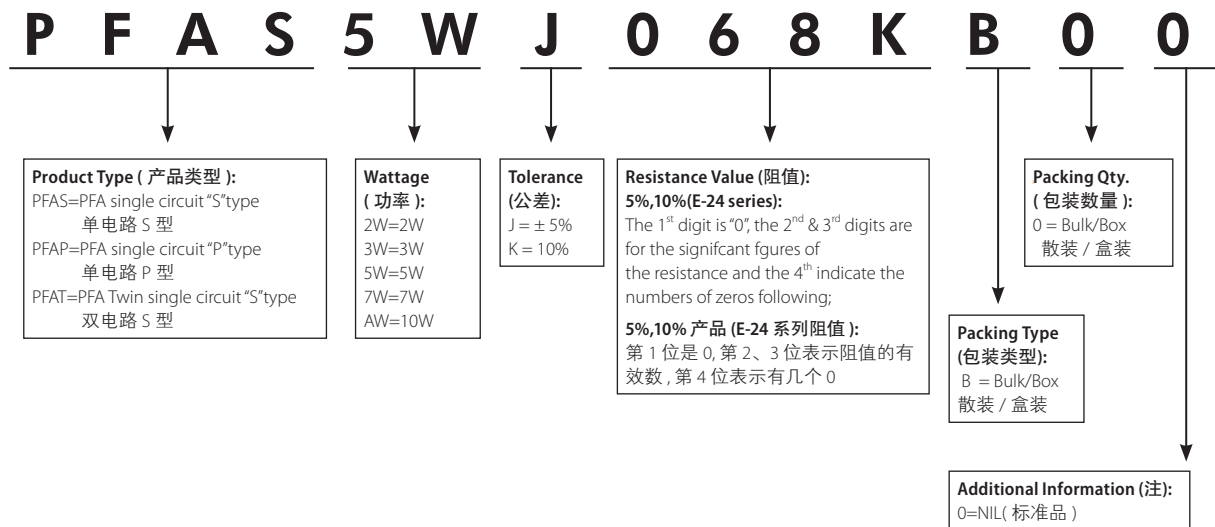 P F A S 5 W J 0 6 8 K B 0 0
Product Type ( 产品类型 ):
PFAS=PFA single circuit “S”type
单电路 S 型
PFAP=PFA single circuit “P”type
单电路 P 型
PFAT=PFA Twin single circuit “S”type
双电路 S 型
Wattage
( 功率 ):
2W=2W
3W=3W
5W=5W
7W=7W
AW=10W
Tolerance
(公差):
J = ± 5%
K = 10%
Resistance Value (阻值):
5%,10%(E-24 series):
The 1st digit is “0”, the 2nd & 3rd digits are
for the signifcant fgures of
the resistance and the 4th indicate the
numbers of zeros following;
5%,10% 产品 (E-24 系列阻值 ):
第 1 位是 0, 第 2、3 位表示阻值的有
效数 , 第 4 位表示有几个 0
Packing Type
(包装类型):
B = Bulk/Box
散装 / 盒装
Packing Qty.
( 包装数量 ):
0 = Bulk/Box
散装 / 盒装
Additional Information (注):
0=NIL( 标准品 )